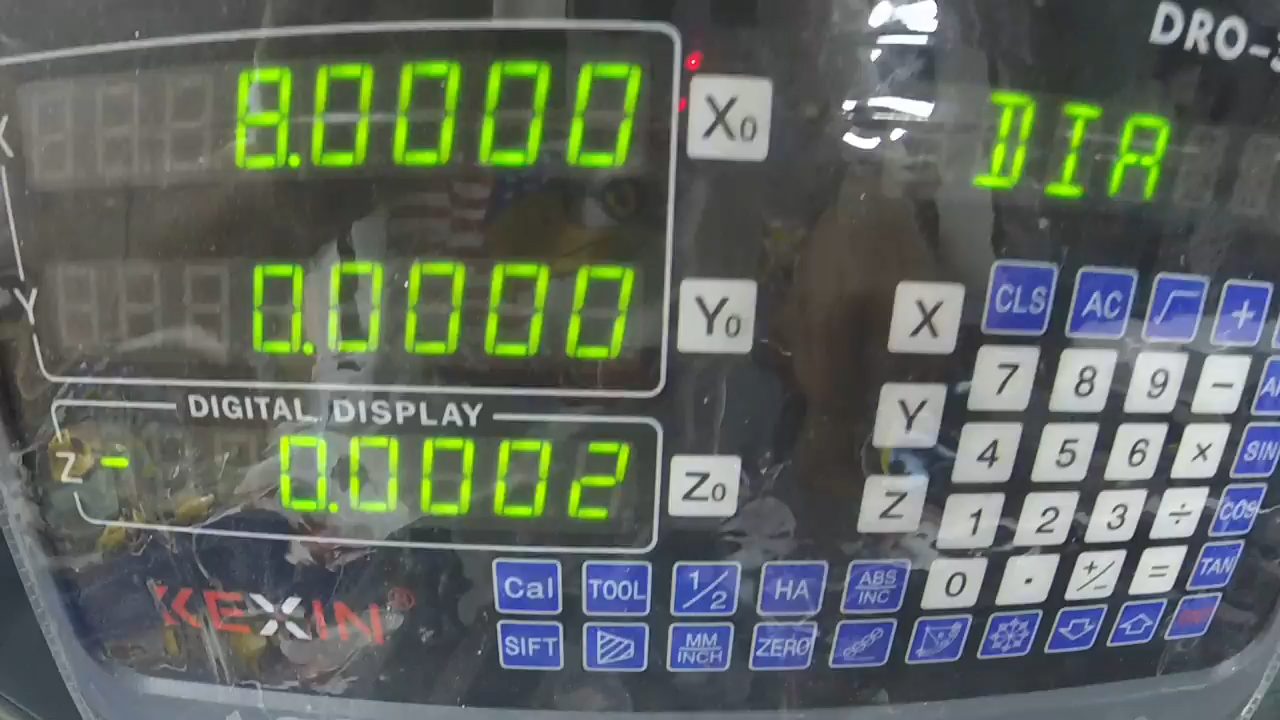 DRO-
X 8.0000 X0
DIA
Y 0.0000 Y0
X CLS AC √ +
7 8 9 −
DIGITAL DISPLAY
Y
Z -0.0002 Z0
4 5 6 × SIN
Z
1 2 3 ÷ COS
Cal TOOL 1/2 HA ABS INC 0 . +/− = TAN
KEXIN®
SIFT MM INCH ZERO